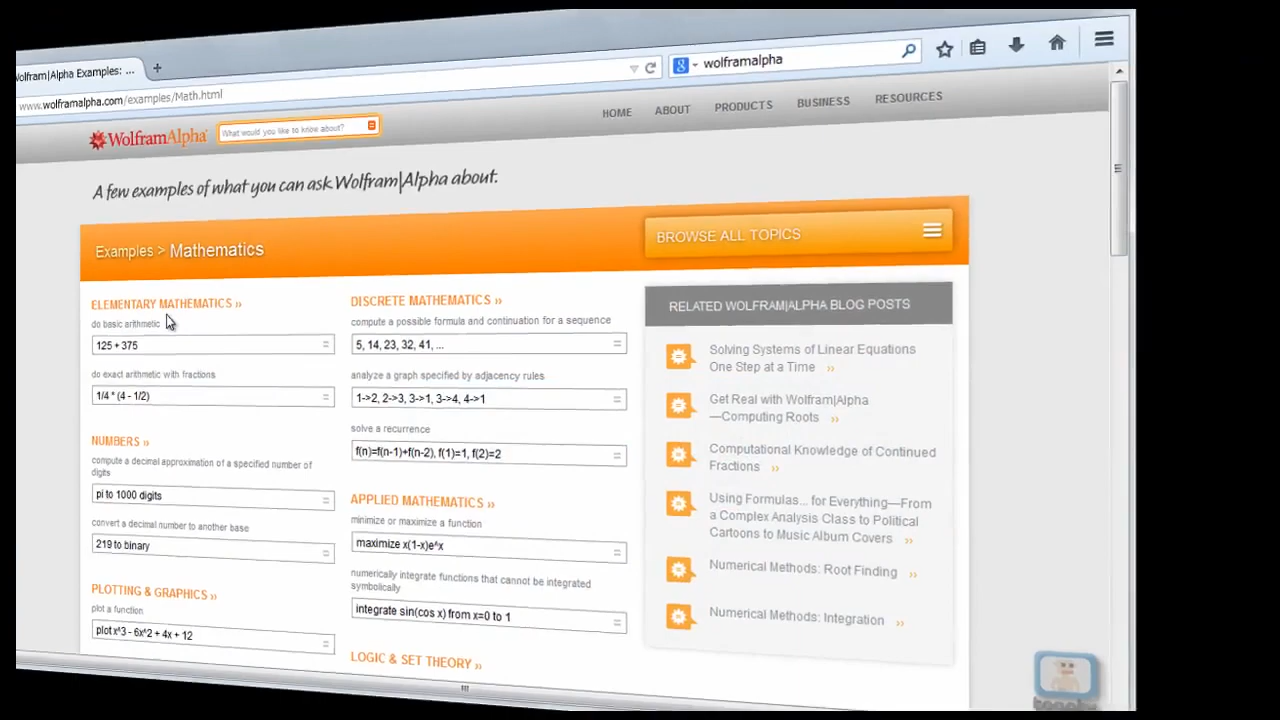 Wolfram|Alpha Examples: ...
www.wolframalpha.com/examples/Math.html
wolframalpha
WolframAlpha
What would you like to know about?
HOME ABOUT PRODUCTS BUSINESS RESOURCES
A few examples of what you can ask Wolfram|Alpha about.
Examples > Mathematics
BROWSE ALL TOPICS
ELEMENTARY MATHEMATICS »
do basic arithmetic
125 + 375
do exact arithmetic with fractions
1/4 * (4 - 1/2)
NUMBERS »
compute a decimal approximation of a specified number of
digits
pi to 1000 digits
convert a decimal number to another base
219 to binary
PLOTTING & GRAPHICS »
plot a function
plot x^3 - 6x^2 + 4x + 12
DISCRETE MATHEMATICS »
compute a possible formula and continuation for a sequence
5, 14, 23, 32, 41, ...
analyze a graph specified by adjacency rules
1->2, 2->3, 3->1, 3->4, 4->1
solve a recurrence
f(n)=f(n-1)+f(n-2), f(1)=1, f(2)=2
APPLIED MATHEMATICS »
minimize or maximize a function
maximize x(1-x)e^x
numerically integrate functions that cannot be integrated
symbolically
integrate sin(cos x) from x=0 to 1
LOGIC & SET THEORY »
RELATED WOLFRAM|ALPHA BLOG POSTS
Solving Systems of Linear Equations
One Step at a Time »
Get Real with Wolfram|Alpha
—Computing Roots »
Computational Knowledge of Continued
Fractions »
Using Formulas... for Everything—From
a Complex Analysis Class to Political
Cartoons to Music Album Covers »
Numerical Methods: Root Finding »
Numerical Methods: Integration »